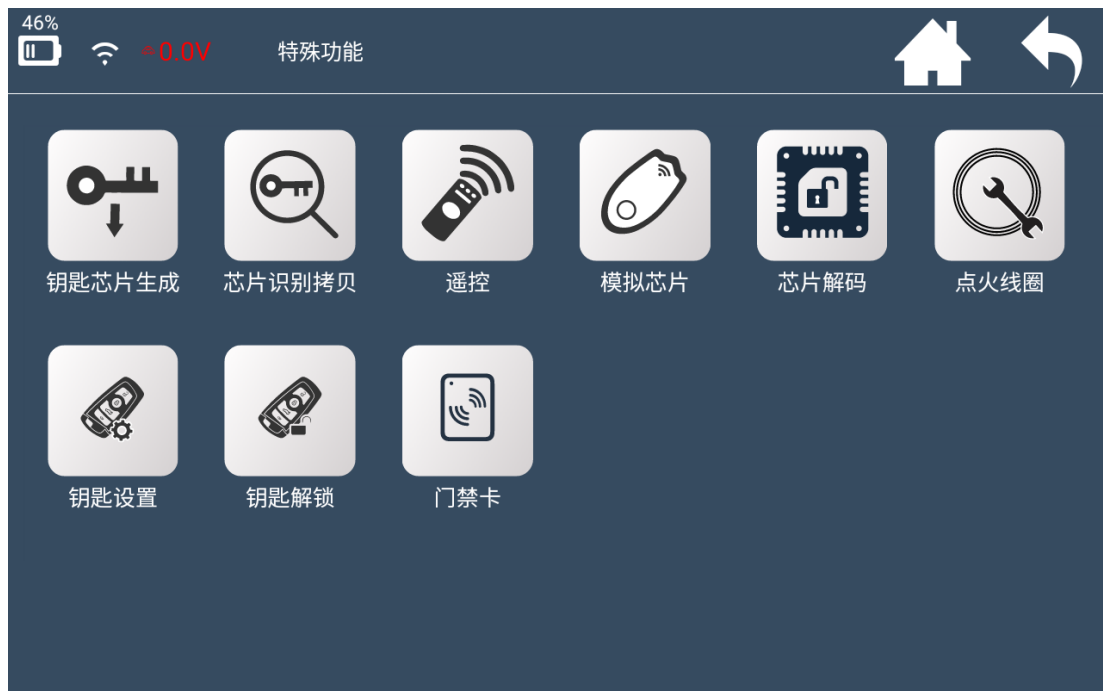 46%
0.0V
特殊功能
钥匙芯片生成
芯片识别拷贝
遥控
模拟芯片
芯片解码
点火线圈
钥匙设置
钥匙解锁
门禁卡